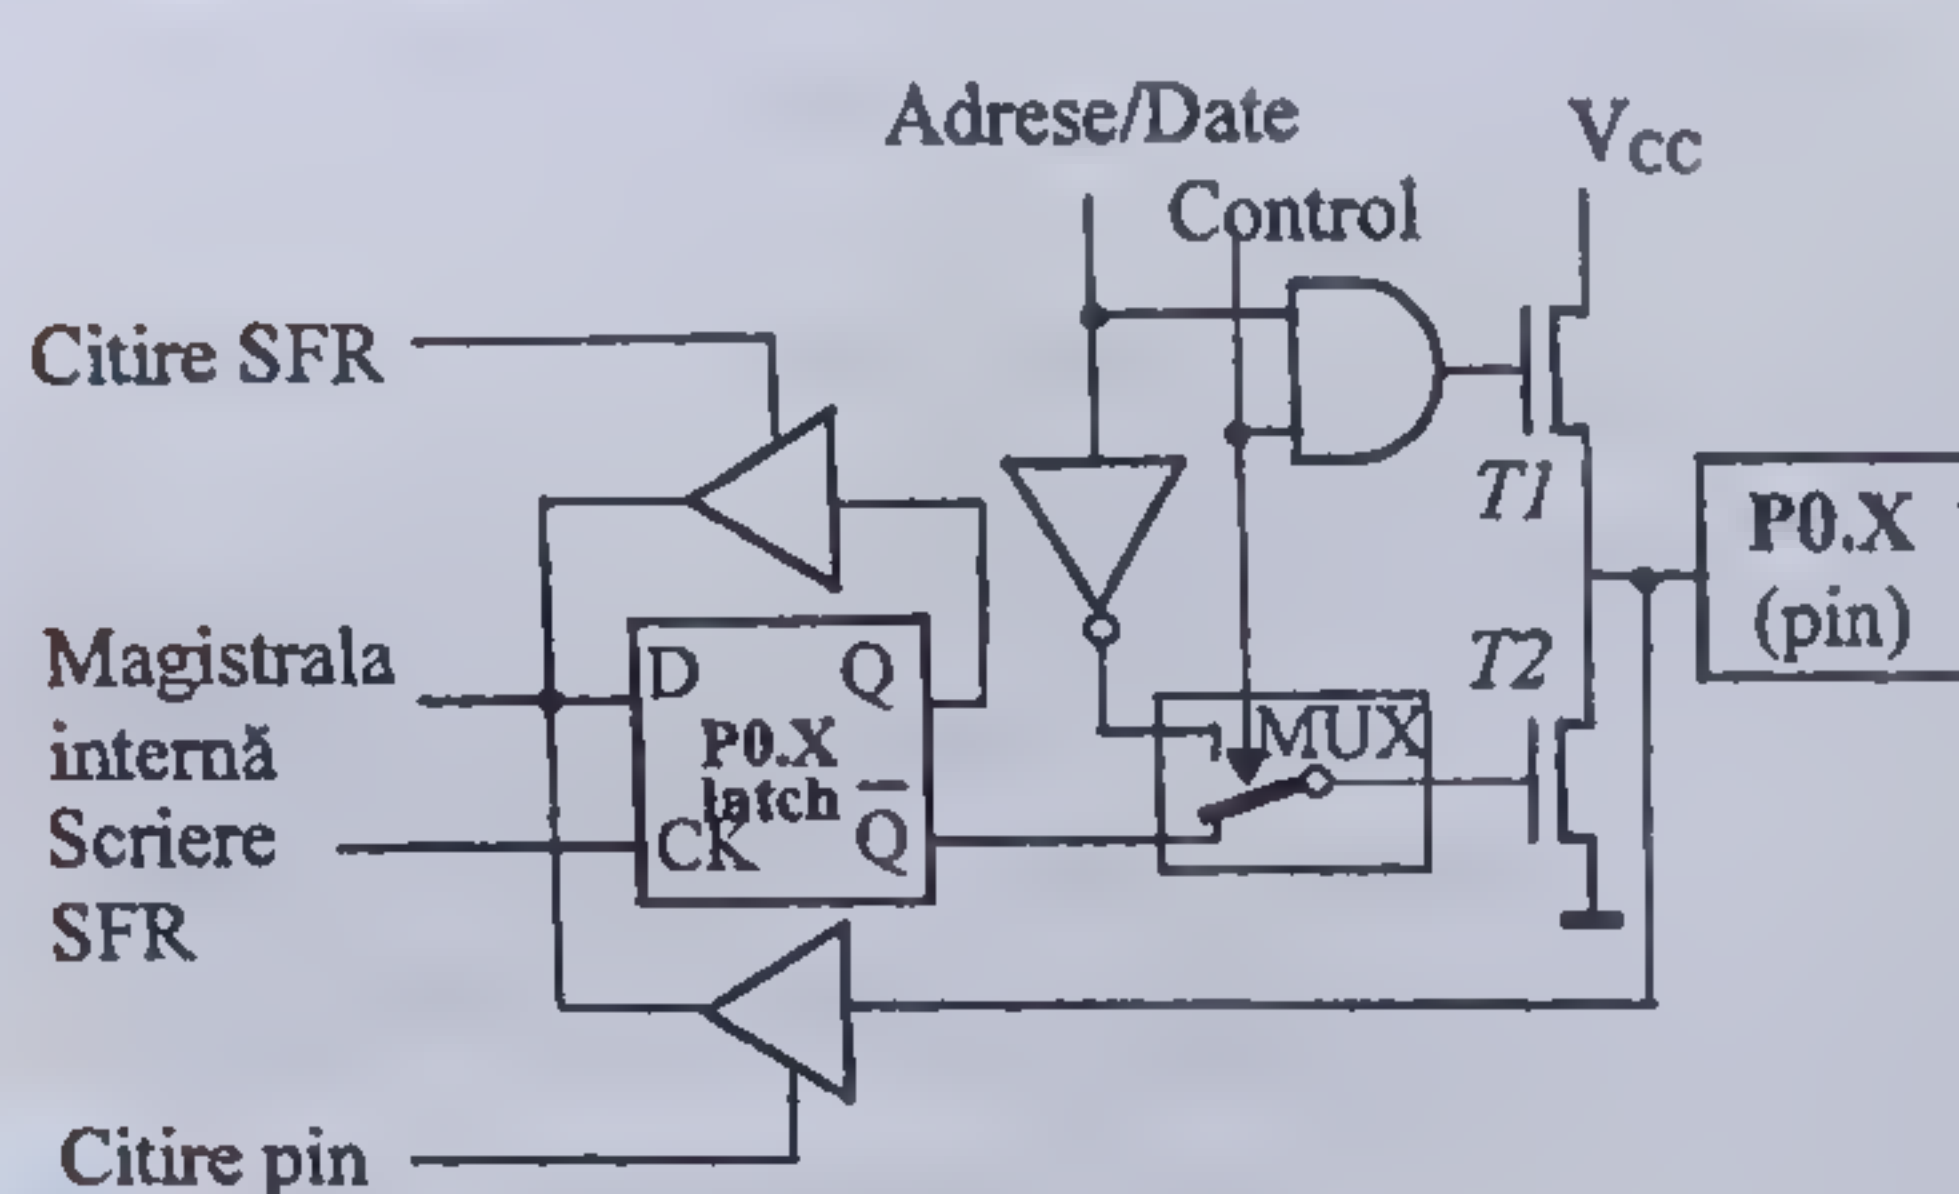 Adrese/Date
VCC
Control
Citire SFR
T1
P0.X
(pin)
Magistrala
internă
D
Q
T2
P0.X
latch
MUX
Scriere
SFR
CK
Q̅
Citire pin